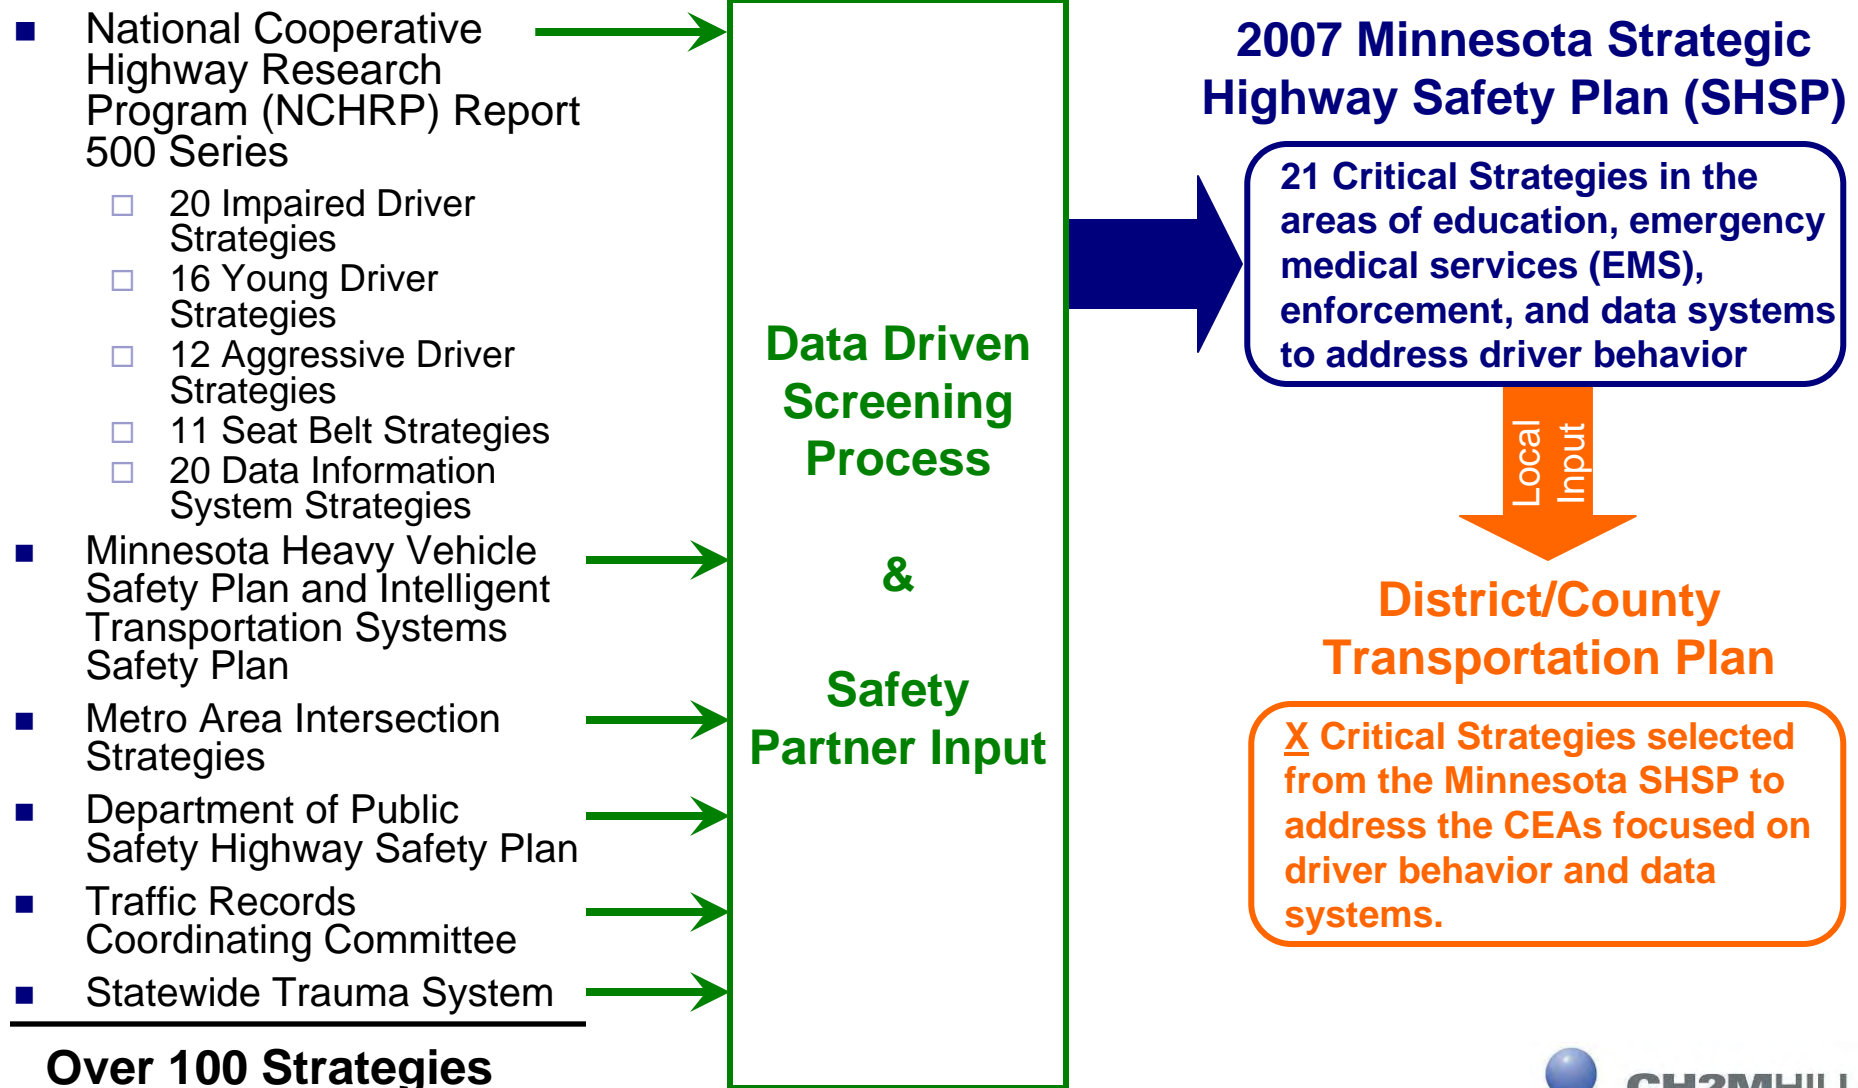 National Cooperative
Highway Research
Program (NCHRP) Report
500 Series
20 Impaired Driver
Strategies
16 Young Driver
Strategies
12 Aggressive Driver
Strategies
11 Seat Belt Strategies
20 Data Information
System Strategies
Minnesota Heavy Vehicle
Safety Plan and Intelligent
Transportation Systems
Safety Plan
Metro Area Intersection
Strategies
Department of Public
Safety Highway Safety Plan
Traffic Records
Coordinating Committee
Statewide Trauma System
Over 100 Strategies
Data Driven
Screening
Process
&
Safety
Partner Input
2007 Minnesota Strategic
Highway Safety Plan (SHSP)
21 Critical Strategies in the
areas of education, emergency
medical services (EMS),
enforcement, and data systems
to address driver behavior
Local
Input
District/County
Transportation Plan
X Critical Strategies selected
from the Minnesota SHSP to
address the CEAs focused on
driver behavior and data
systems.
CH2MHILL